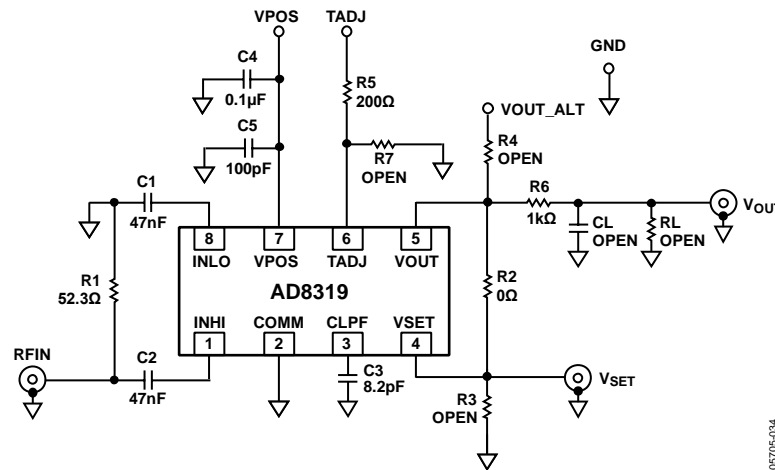 VPOS
TADJ
GND
C4
0.1µF
R5
200Ω
VOUT_ALT
C5
100pF
R4
OPEN
R7
OPEN
C1
47nF
R6
1kΩ
VOUT
CL
OPEN
RL
OPEN
8
7
6
5
INLO
VPOS
TADJ
VOUT
R1
52.3Ω
AD8319
R2
0Ω
INHI
COMM
CLPF
VSET
1
2
3
4
RFIN
C2
47nF
C3
8.2pF
VSET
R3
OPEN
05705-034